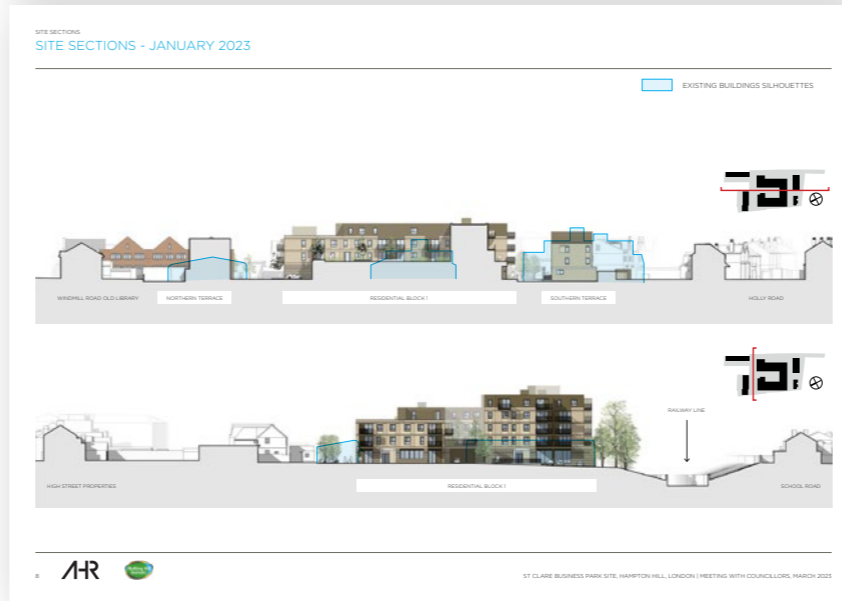 SITE SECTIONS
SITE SECTIONS - JANUARY 2023
EXISTING BUILDINGS SILHOUETTES
WINDMILL ROAD OLD LIBRARY
NORTHERN TERRACE
RESIDENTIAL BLOCK 1
SOUTHERN TERRACE
HOLLY ROAD
RAILWAY LINE
HIGH STREET PROPERTIES
RESIDENTIAL BLOCK 1
SCHOOL ROAD
8
AHR
ST CLARE BUSINESS PARK SITE, HAMPTON HILL, LONDON | MEETING WITH COUNCILLORS, MARCH 2023